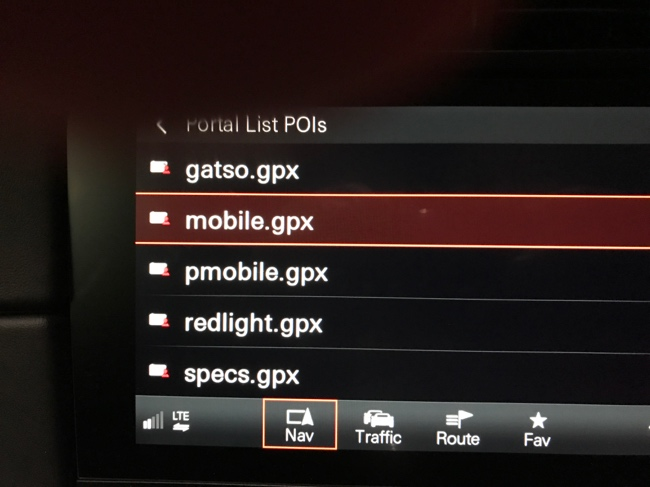 Portal List POIs
gatso.gpx
mobile.gpx
pmobile.gpx
redlight.gpx
specs.gpx
LTE
Nav Traffic Route Fav